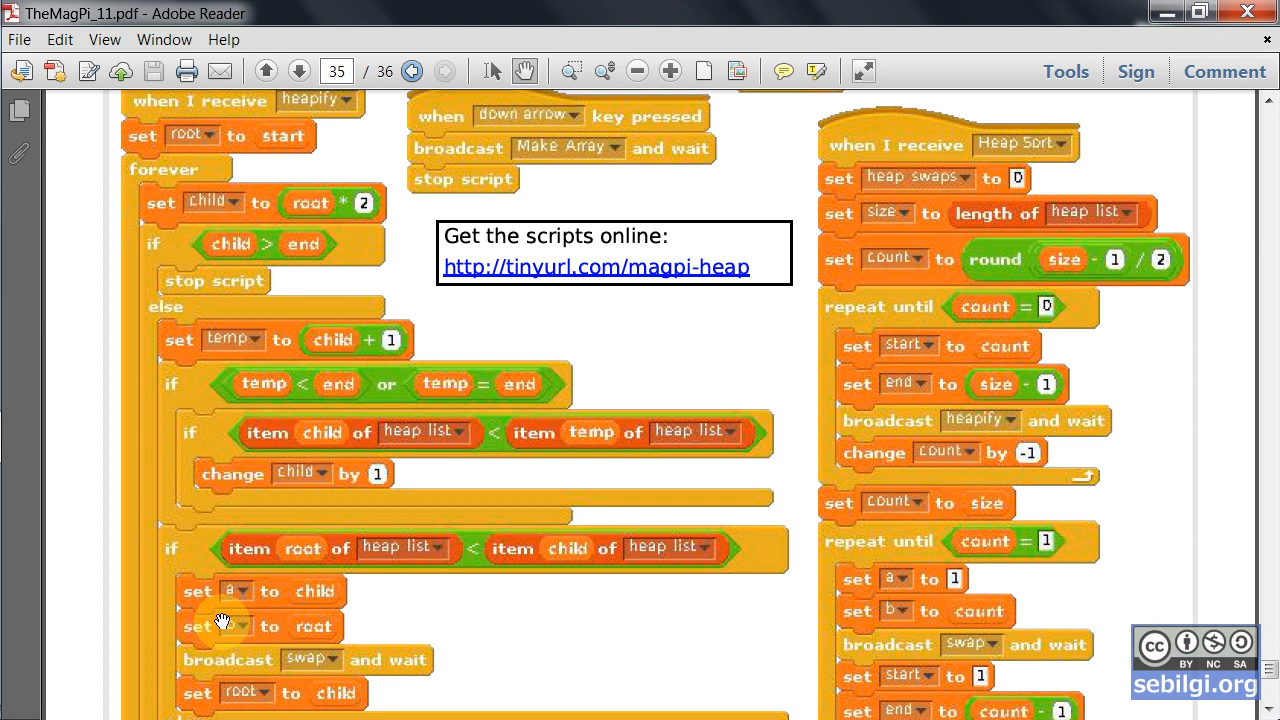 TheMagPi_11.pdf - Adobe Reader
File Edit View Window Help
35 / 36 Tools Sign Comment
when I receive heapify
set root to start
forever
set child to root * 2
if child > end
stop script
else
set temp to child + 1
if temp < end or temp = end
if item child of heap list < item temp of heap list
change child by 1
if item root of heap list < item child of heap list
set a to child
set to root
broadcast swap and wait
set root to child
when down arrow key pressed
broadcast Make Array and wait
stop script
Get the scripts online:
http://tinyurl.com/magpi-heap
when I receive Heap Sort
set heap swaps to 0
set size to length of heap list
set count to round size - 1 / 2
repeat until count = 0
set start to count
set end to size - 1
broadcast heapify and wait
change count by -1
set count to size
repeat until count = 1
set a to 1
set b to count
broadcast swap and wait
set start to 1
set end to count - 1
cc BY NC SA
sebilgi.org